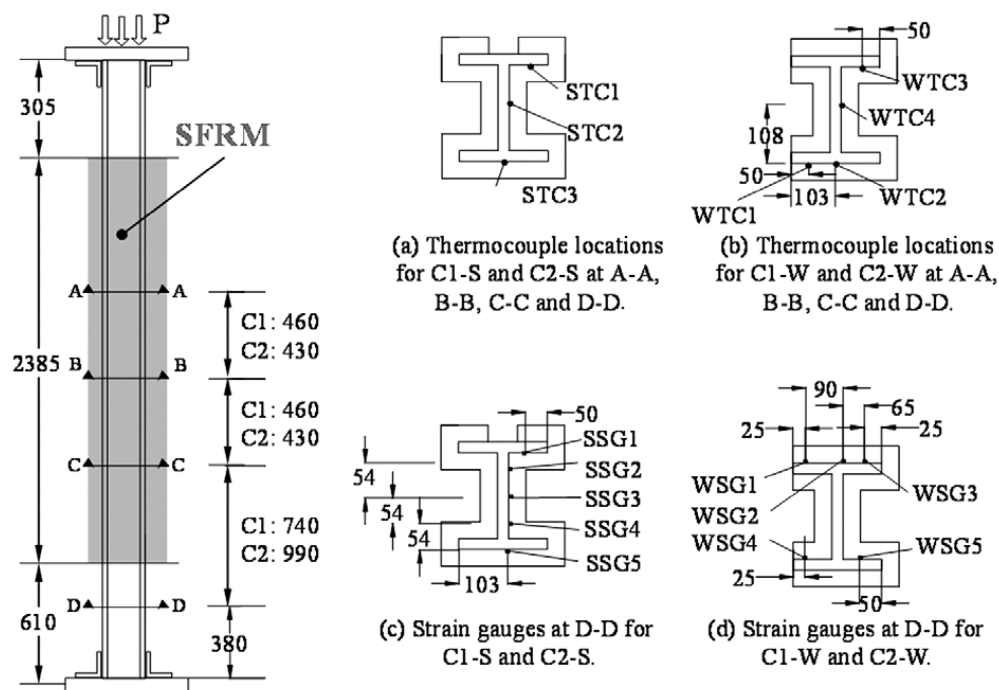 P
305
SFRM
A A
C1: 460
C2: 430
2385
B B
C1: 460
C2: 430
C C
C1: 740
C2: 990
610
D D
380
STC1
STC2
STC3
(a) Thermocouple locations
for C1-S and C2-S at A-A,
B-B, C-C and D-D.
50
WTC3
WTC4
108
50
103
WTC2
WTC1
(b) Thermocouple locations
for C1-W and C2-W at A-A,
B-B, C-C and D-D.
50
SSG1
SSG2
54
SSG3
54
SSG4
54
SSG5
103
(c) Strain gauges at D-D for
C1-S and C2-S.
90
65
25
25
WSG1
WSG3
WSG2
WSG4
WSG5
25
50
(d) Strain gauges at D-D for
C1-W and C2-W.